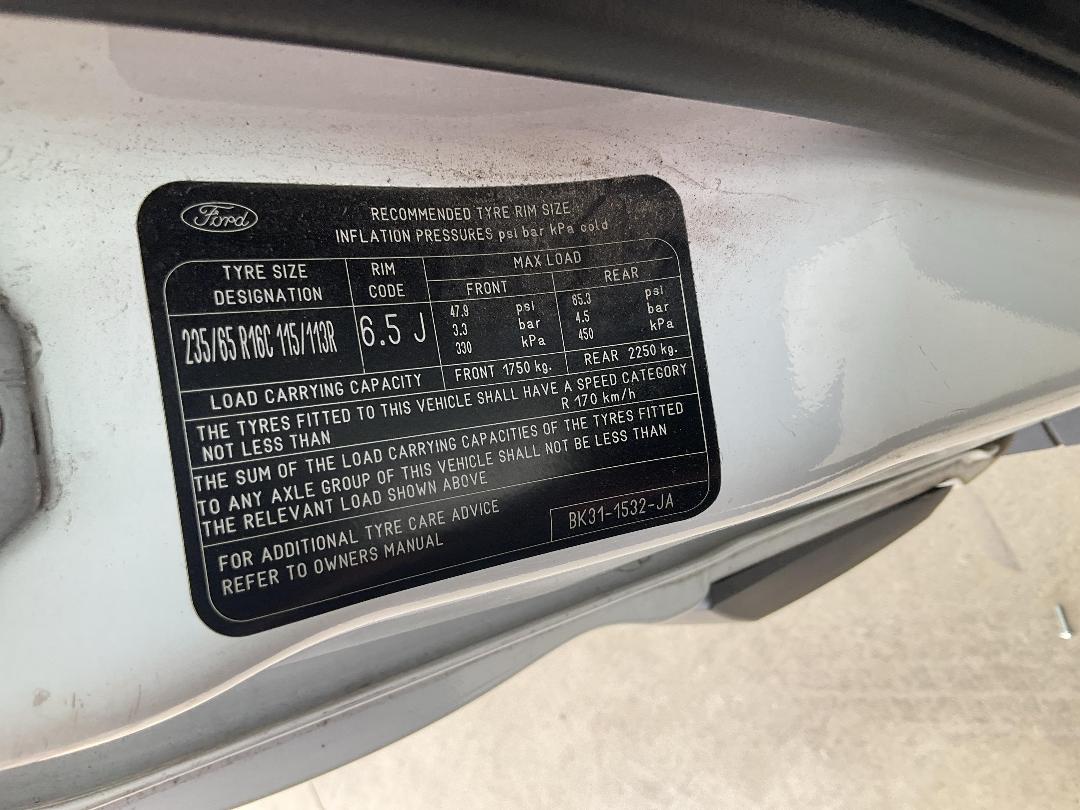 Ford
RECOMMENDED TYRE RIM SIZE
INFLATION PRESSURES psi bar kPa cold
TYRE SIZE DESIGNATION
RIM CODE
MAX LOAD
FRONT
REAR
235/65 R16C 115/113R
6.5 J
47.9 psi
3.3 bar
330 kPa
65.3 psi
4.5 bar
450 kPa
LOAD CARRYING CAPACITY FRONT 1750 kg. REAR 2250 kg.
THE TYRES FITTED TO THIS VEHICLE SHALL HAVE A SPEED CATEGORY
NOT LESS THAN R 170 km/h
THE SUM OF THE LOAD CARRYING CAPACITIES OF THE TYRES FITTED
TO ANY AXLE GROUP OF THIS VEHICLE SHALL NOT BE LESS THAN
THE RELEVANT LOAD SHOWN ABOVE
FOR ADDITIONAL TYRE CARE ADVICE
REFER TO OWNERS MANUAL
BK31-1532-JA